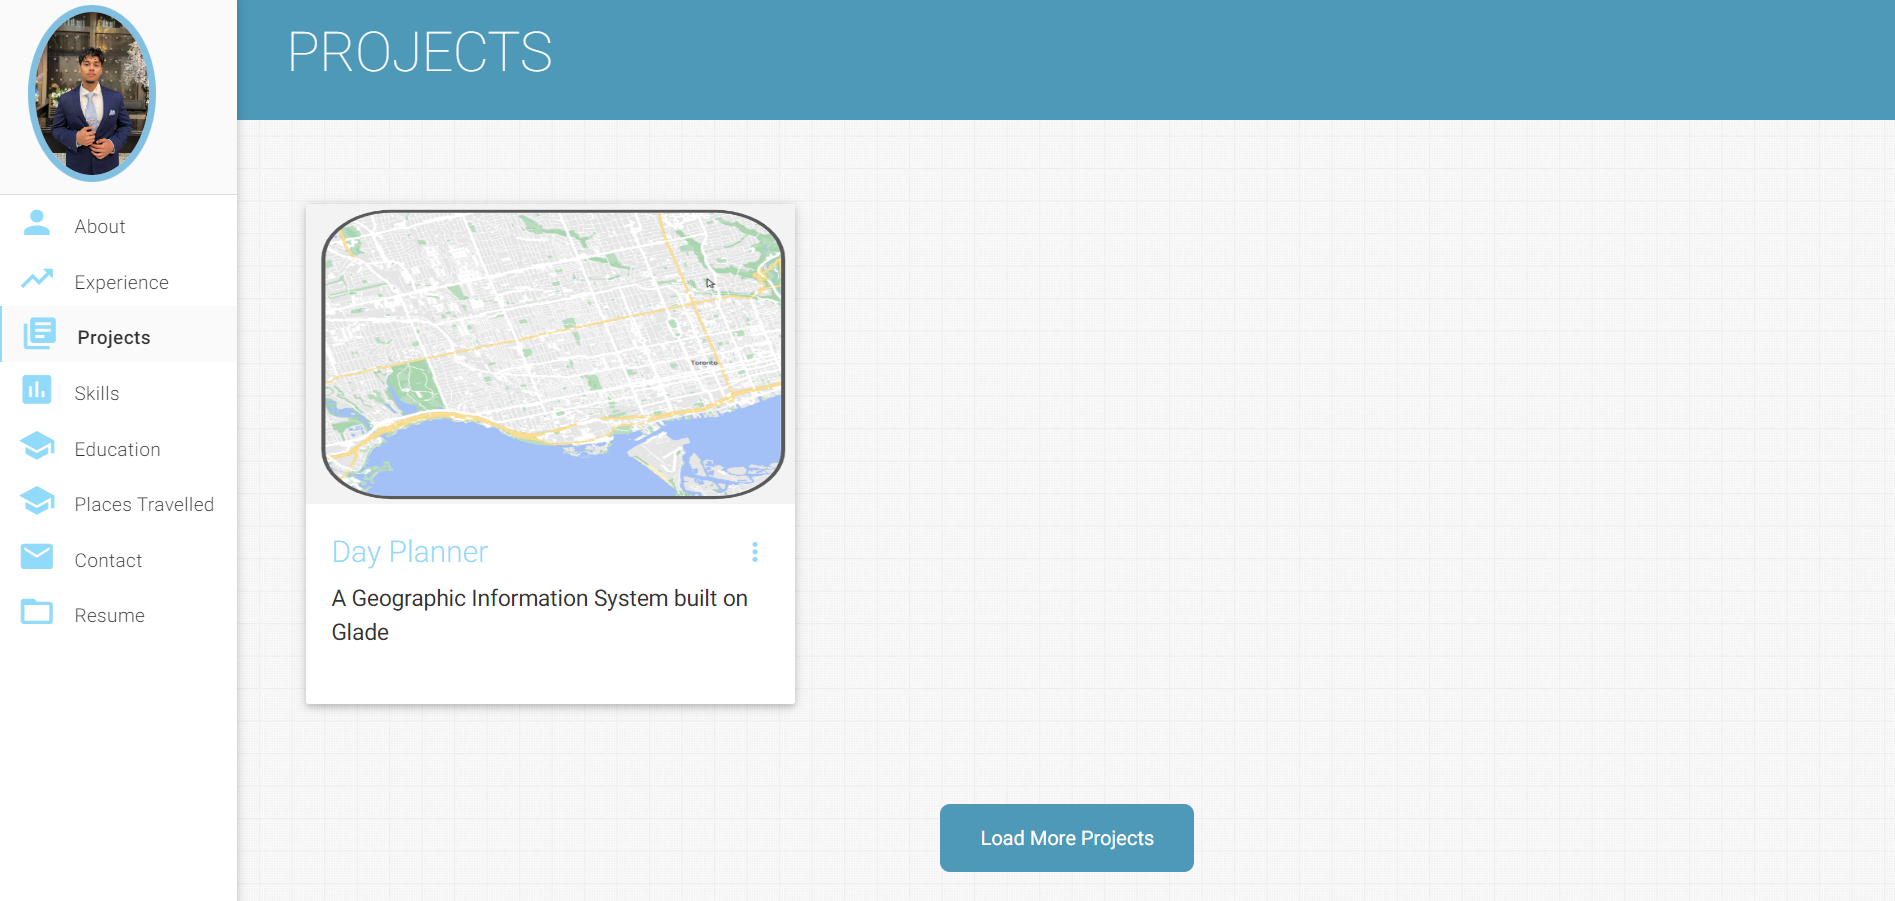 PROJECTS
About
Experience
Projects
Skills
Education
Places Travelled
Contact
Resume
Toronto
Day Planner
A Geographic Information System built on
Glade
Load More Projects